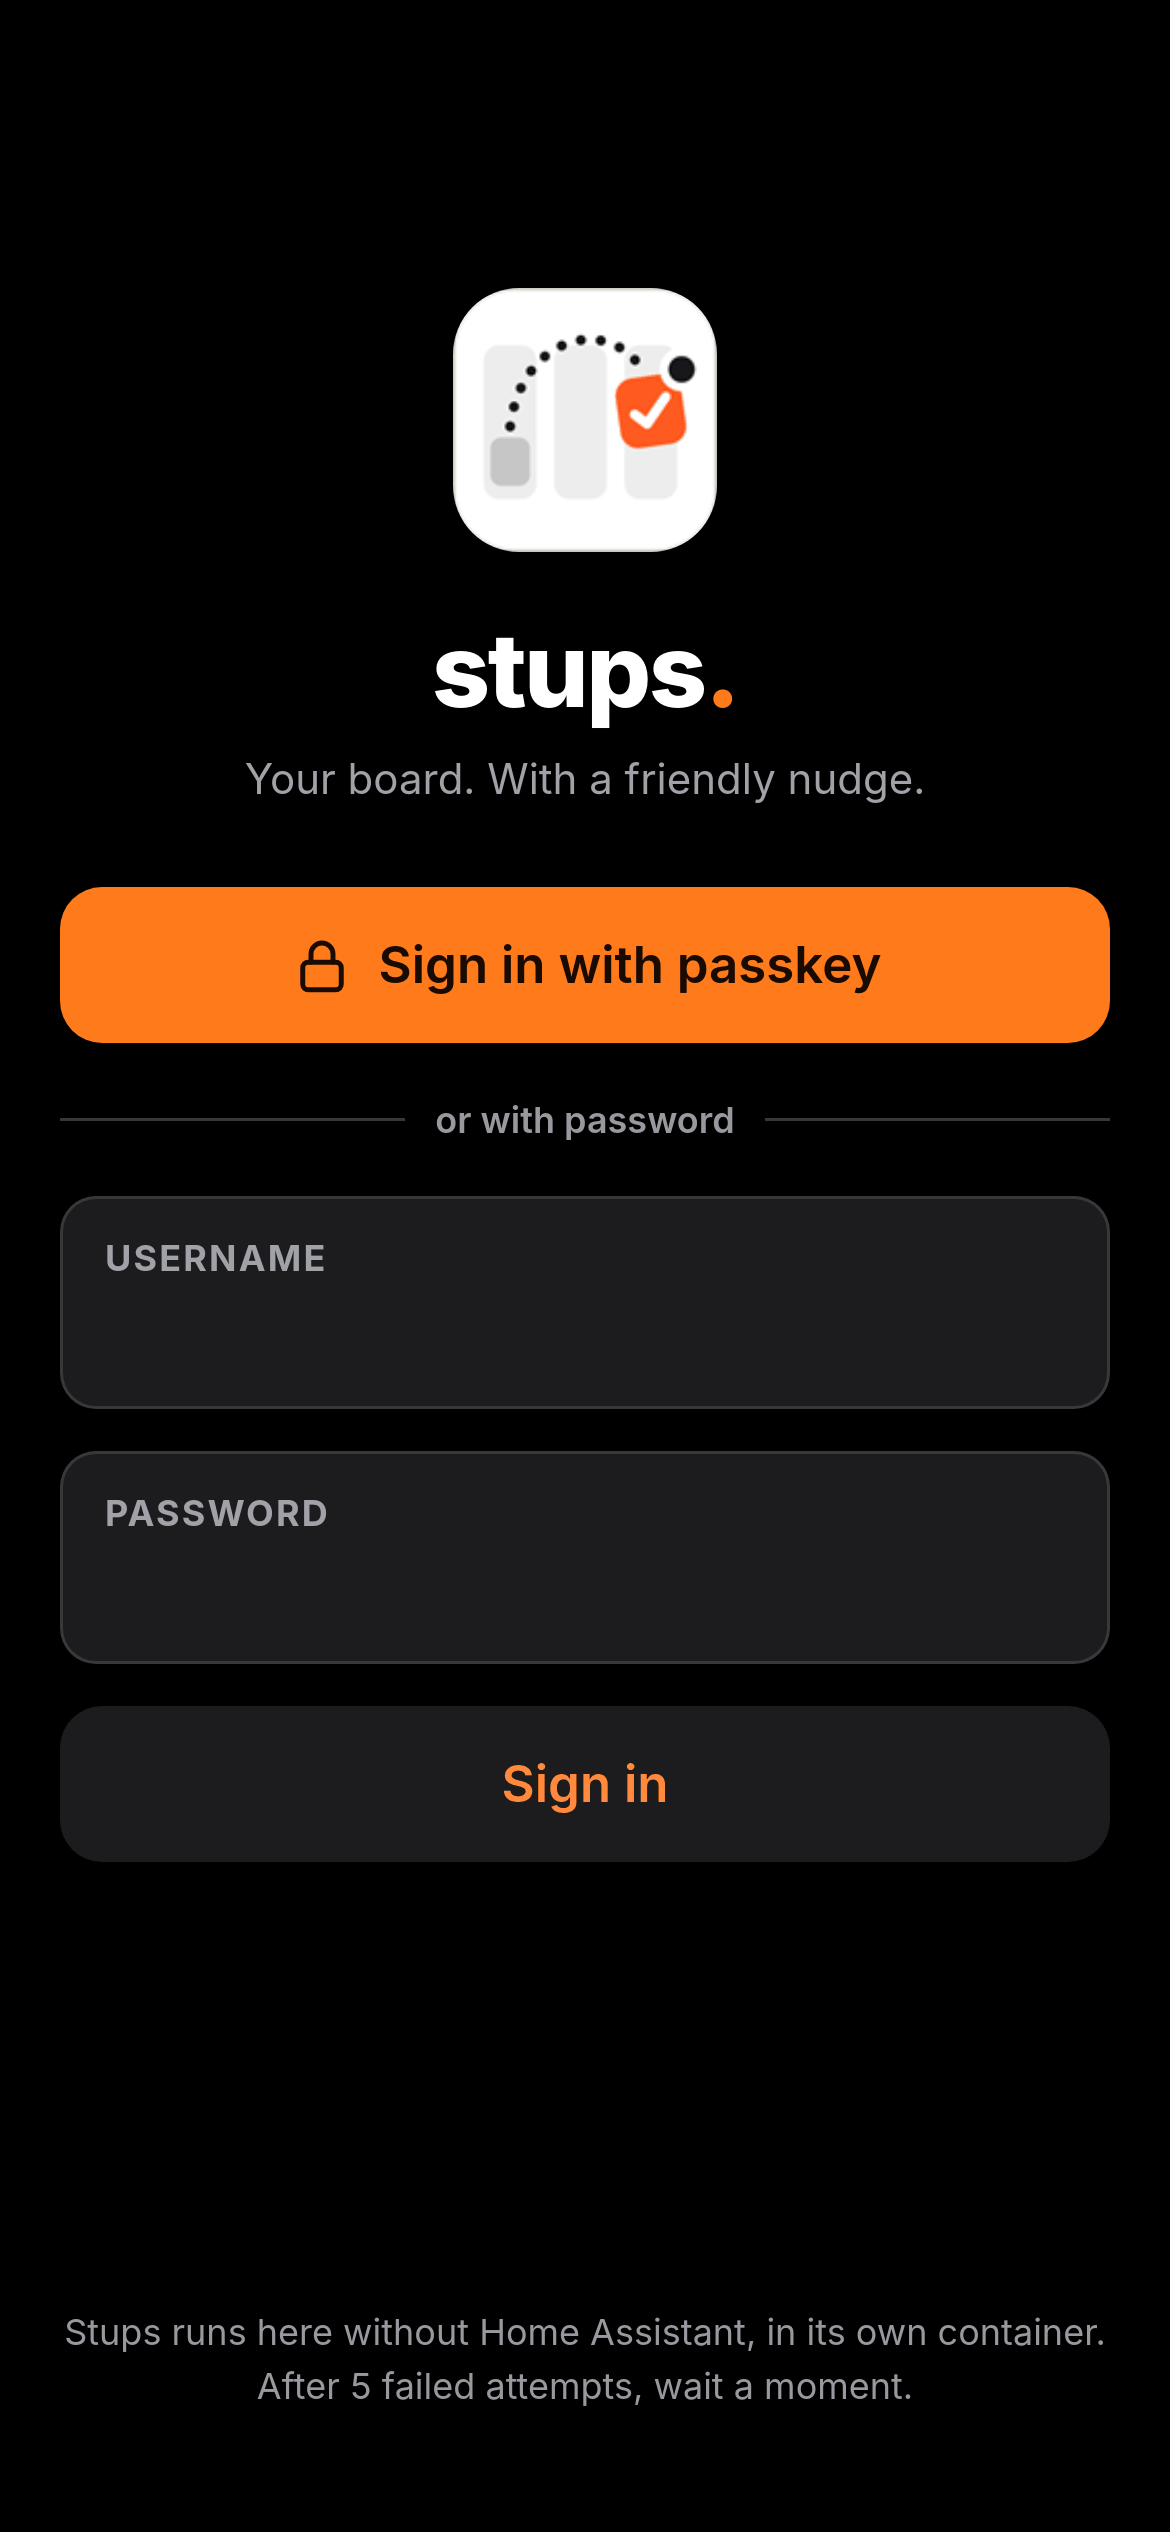 stups.
Your board. With a friendly nudge.
Sign in with passkey
or with password
USERNAME
PASSWORD
Sign in
Stups runs here without Home Assistant, in its own container.
After 5 failed attempts, wait a moment.